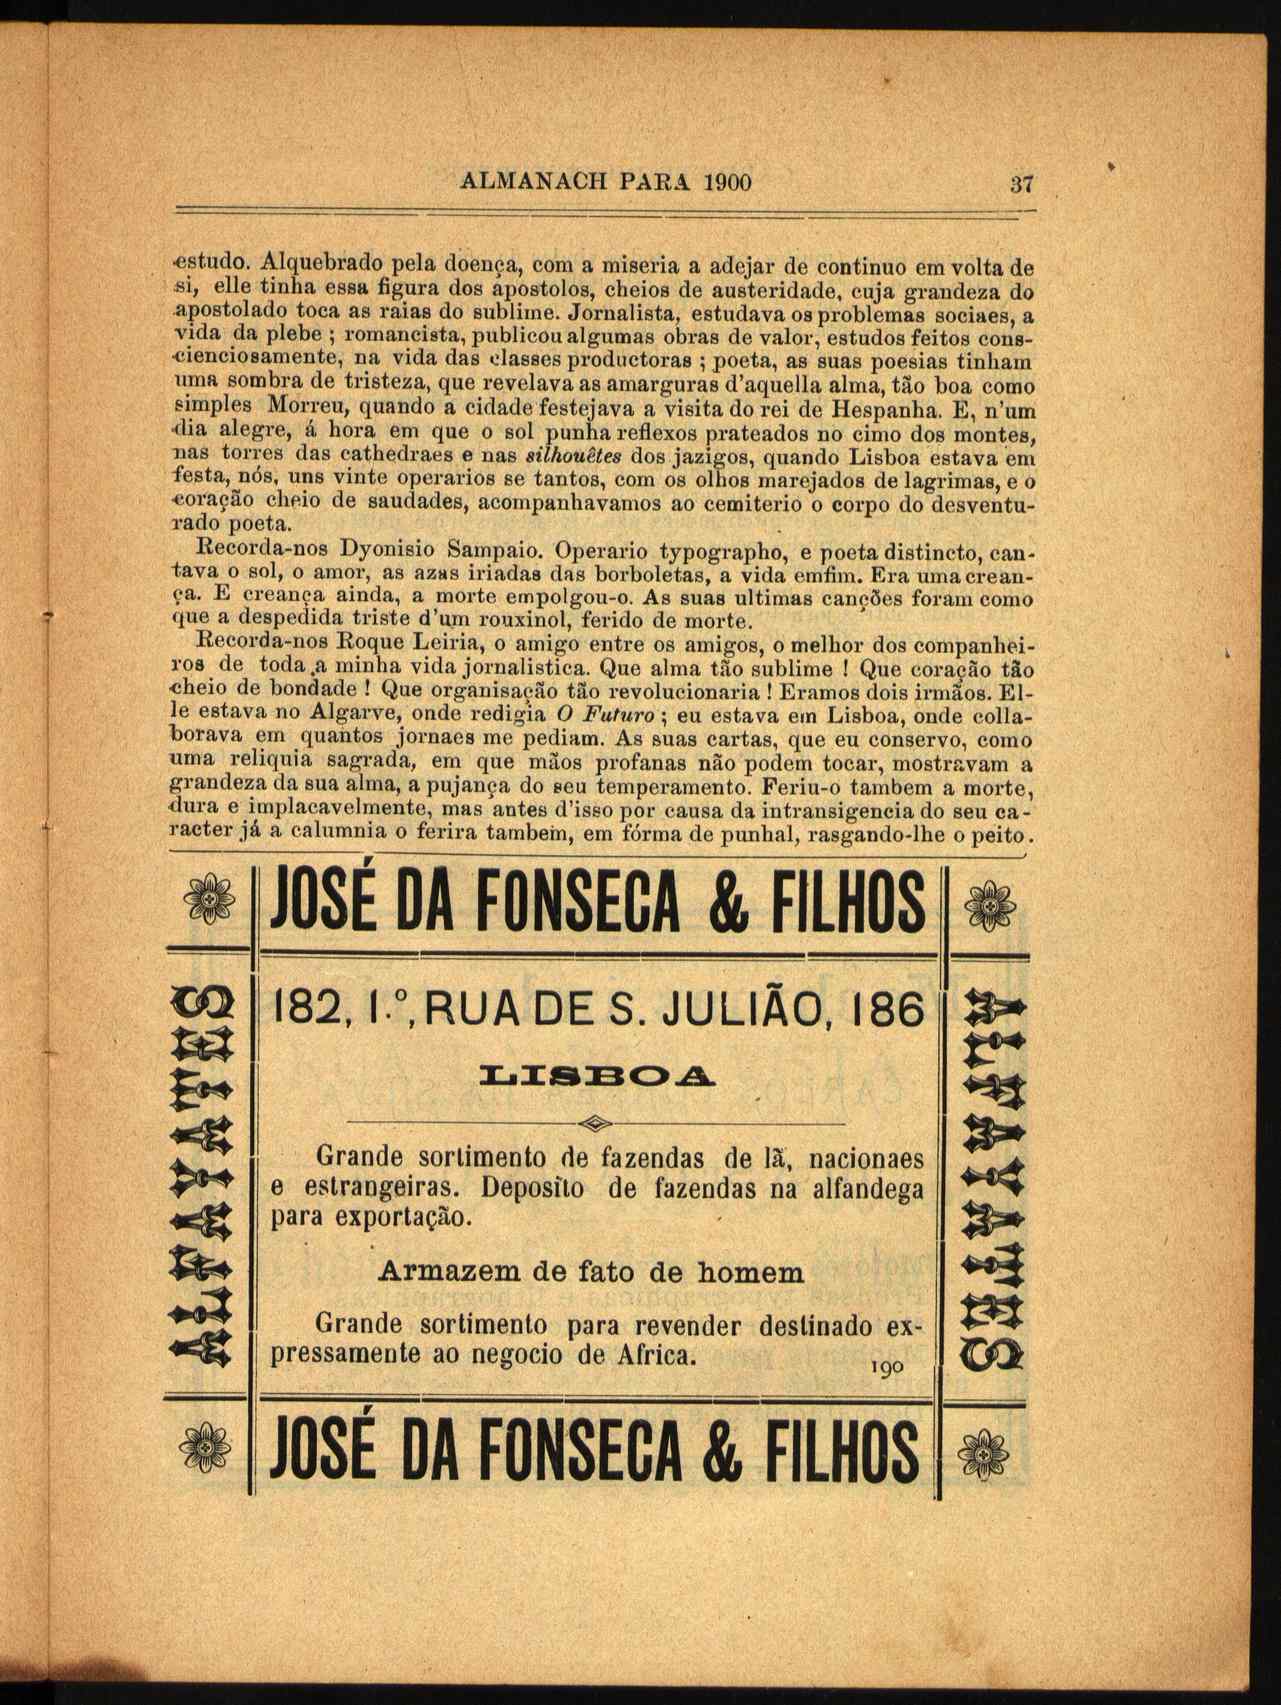 ALMANACH PARA 1900 37
estudo. Alquebrado pela doença, com a miseria a adejar de continuo em volta de
si, elle tinha essa figura dos apostolos, cheios de austeridade, cuja grandeza do
apostolado toca as raias do sublime. Jornalista, estudava os problemas sociaes, a
vida da plebe ; romancista, publicou algumas obras de valor, estudos feitos cons-
cienciosamente, na vida das classes productoras ; poeta, as suas poesias tinham
uma sombra de tristeza, que revelava as amarguras d'aquella alma, tão boa como
simples Morreu, quando a cidade festejava a visita do rei de Hespanha. E, n'um
dia alegre, á hora em que o sol punha reflexos prateados no cimo dos montes,
nas torres das cathedraes e nas silhouêtes dos jazigos, quando Lisboa estava em
festa, nós, uns vinte operarios se tantos, com os olhos marejados de lagrimas, e o
coração cheio de saudades, acompanhavamos ao cemiterio o corpo do desventu-
rado poeta.
Recorda-nos Dyonisio Sampaio. Operario typographo, e poeta distincto, can-
tava o sol, o amor, as azas iriadas das borboletas, a vida emfim. Era uma crean-
ça. E creança ainda, a morte empolgou-o. As suas ultimas canções foram como
que a despedida triste d'um rouxinol, ferido de morte.
Recorda-nos Roque Leiria, o amigo entre os amigos, o melhor dos companhei-
ros de toda a minha vida jornalistica. Que alma tão sublime ! Que coração tão
cheio de bondade ! Que organisação tão revolucionaria ! Eramos dois irmãos. El-
le estava no Algarve, onde redigia O Futuro ; eu estava em Lisboa, onde colla-
borava em quantos jornaes me pediam. As suas cartas, que eu conservo, como
uma reliquia sagrada, em que mãos profanas não podem tocar, mostravam a
grandeza da sua alma, a pujança do seu temperamento. Feriu-o tambem a morte,
dura e implacavelmente, mas antes d'isso por causa da intransigencia do seu ca-
racter já a calumnia o ferira tambem, em fórma de punhal, rasgando-lhe o peito.
JOSÉ DA FONSECA & FILHOS
ALFAYATES
182, 1.º, RUA DE S. JULIÃO, 186
LISBOA
Grande sortimento de fazendas de lã, nacionaes
e estrangeiras. Deposito de fazendas na alfandega
para exportação.
Armazem de fato de homem
Grande sortimento para revender destinado ex-
pressamente ao negocio de Africa.
190
ALFAYATES
JOSÉ DA FONSECA & FILHOS